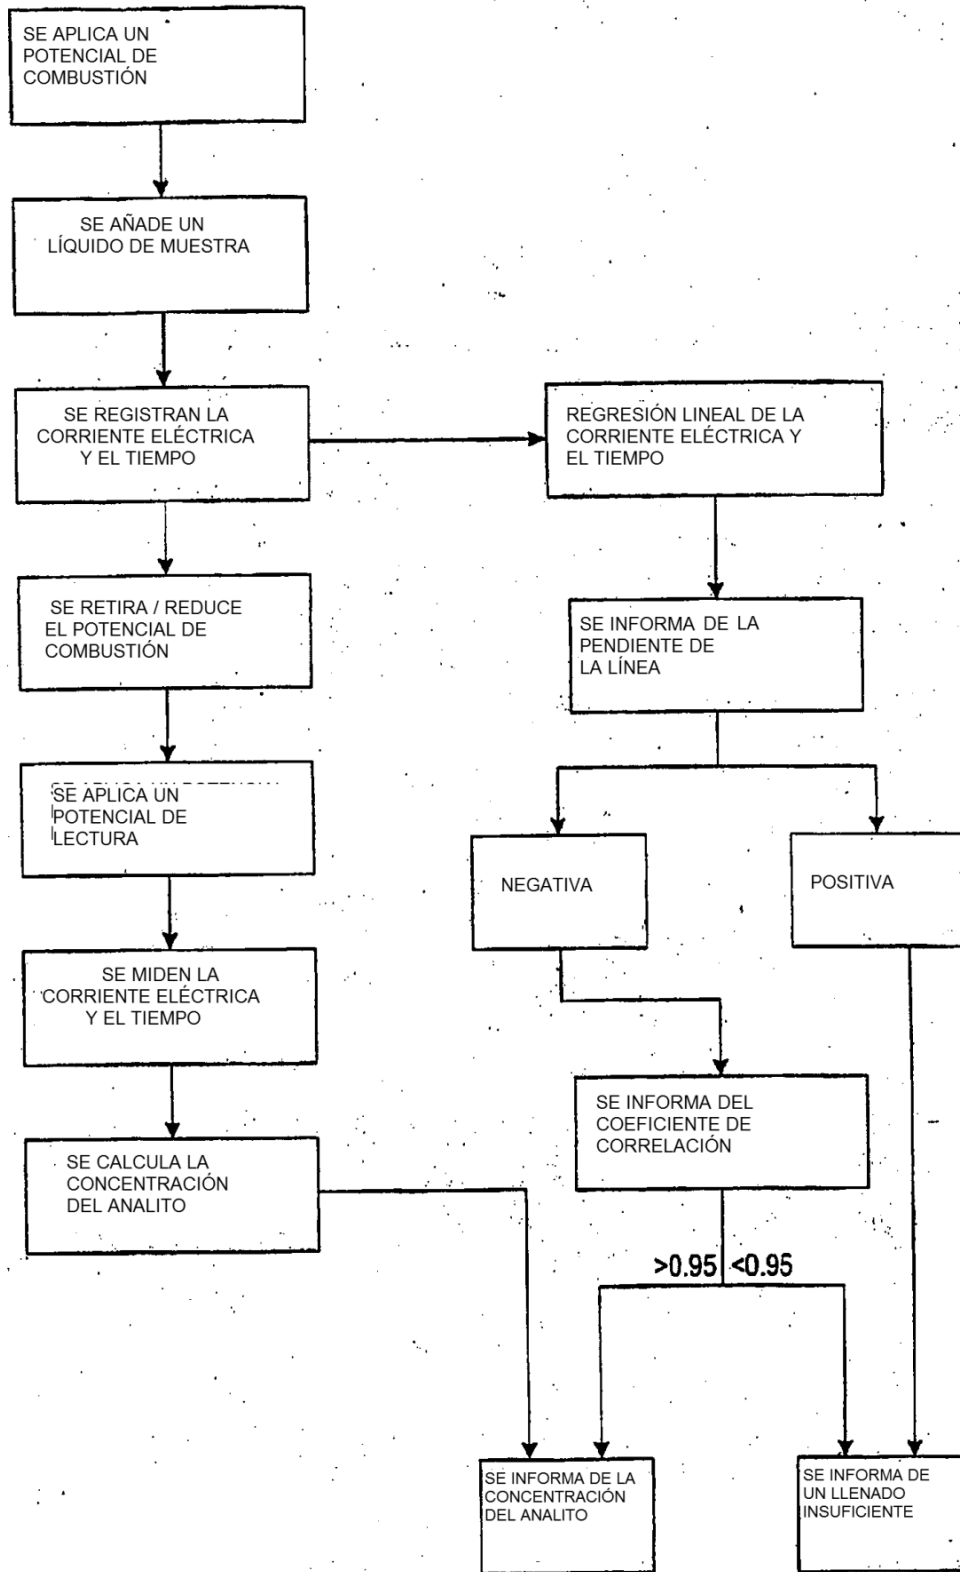 SE APLICA UN
POTENCIAL DE
COMBUSTIÓN
SE AÑADE UN
LÍQUIDO DE MUESTRA
SE REGISTRAN LA
CORRIENTE ELÉCTRICA
Y EL TIEMPO
REGRESIÓN LINEAL DE LA
CORRIENTE ELÉCTRICA Y
EL TIEMPO
SE RETIRA / REDUCE
EL POTENCIAL DE
COMBUSTIÓN
SE INFORMA DE LA
PENDIENTE DE
LA LÍNEA
SE APLICA UN
POTENCIAL DE
LECTURA
NEGATIVA
POSITIVA
SE MIDEN LA
CORRIENTE ELÉCTRICA
Y EL TIEMPO
SE INFORMA DEL
COEFICIENTE DE
CORRELACIÓN
SE CALCULA LA
CONCENTRACIÓN
DEL ANALITO
>0.95 <0.95
SE INFORMA DE LA
CONCENTRACIÓN
DEL ANALITO
SE INFORMA DE
UN LLENADO
INSUFICIENTE